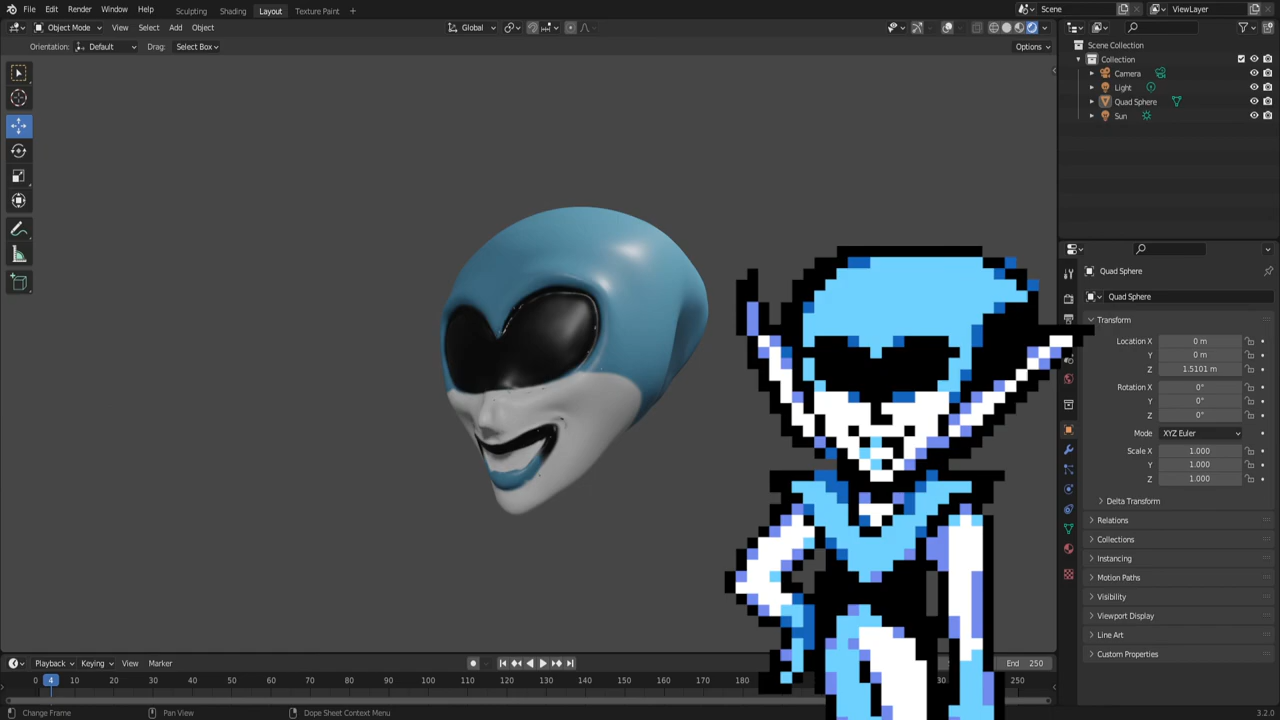 File Edit Render Window Help Sculpting Shading Layout Texture Paint + Scene ViewLayer
Object Mode View Select Add Object Global
Orientation: Default Drag: Select Box Options
Scene Collection
Collection
Camera
Light
Quad Sphere
Sun
Quad Sphere
Quad Sphere
Transform
Location X 0 m
Y 0 m
Z 1.5101 m
Rotation X 0°
Y 0°
Z 0°
Mode XYZ Euler
Scale X 1.000
Y 1.000
Z 1.000
Delta Transform
Relations
Collections
Instancing
Motion Paths
Visibility
Viewport Display
Line Art
Custom Properties
Playback Keying View Marker End 250
0 4 10 20 30 40 50 60 70 80 90 100 110 120 130 140 150 160 170 180 30 240 250
Change Frame Pan View Dope Sheet Context Menu 3.2.0